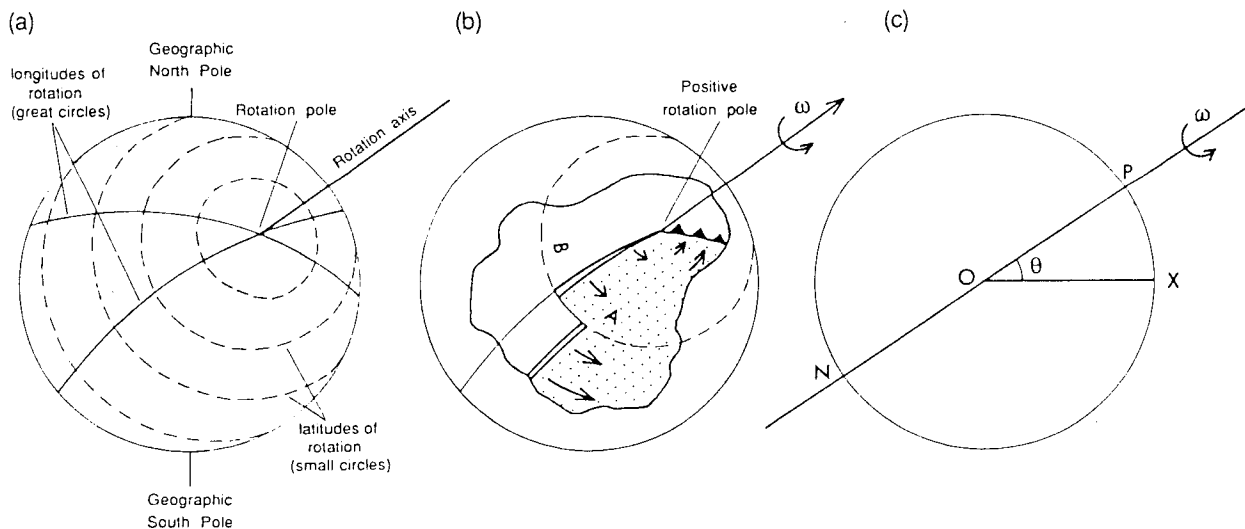 (a)
Geographic
North Pole
longitudes of
rotation
(great circles)
Rotation pole
Rotation axis
latitudes of
rotation
(small circles)
Geographic
South Pole
(b)
Positive
rotation pole
ω
B
A
(c)
ω
P
θ
O
X
N